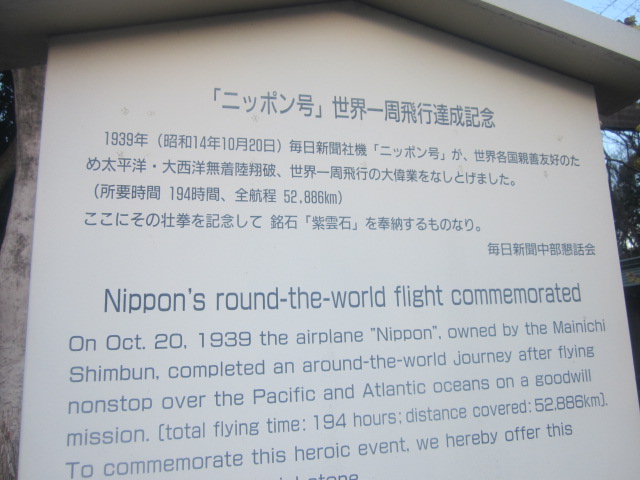 「ニッポン号」世界一周飛行達成記念
1939年（昭和14年10月20日）毎日新聞社機「ニッポン号」が、世界各国親善友好のた
め太平洋・大西洋無着陸翔破、世界一周飛行の大偉業をなしとげました。
（所要時間 194時間、全航程 52.886km）
ここにその壮挙を記念して 銘石「紫雲石」を奉納するものなり。
毎日新聞中部懇話会
Nippon's round-the-world flight commemorated
On Oct. 20, 1939 the airplane "Nippon", owned by the Mainichi
Shimbun, completed an around-the-world journey after flying
nonstop over the Pacific and Atlantic oceans on a goodwill
mission. (total flying time: 194 hours; distance covered: 52.886km).
To commemorate this heroic event, we hereby offer this
stone